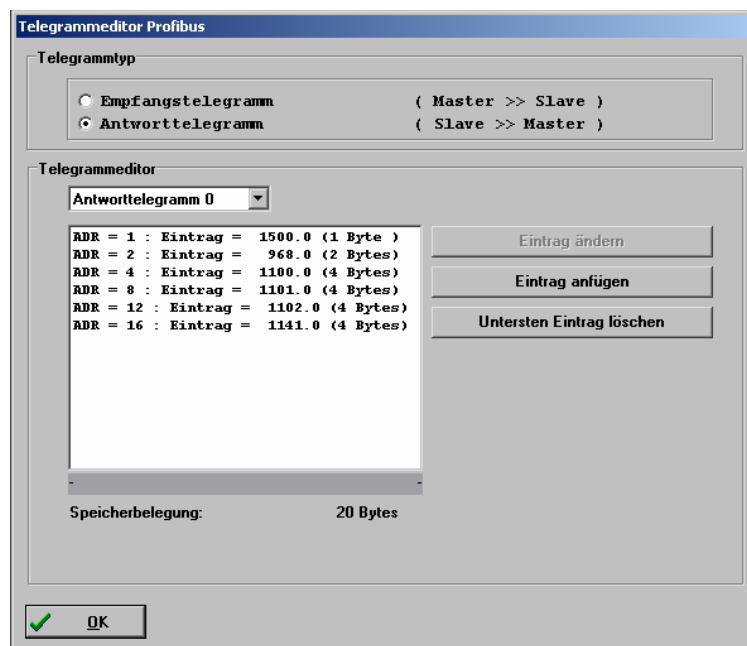 Telegrammeditor Profibus
Telegrammtyp
Empfangstelegramm ( Master >> Slave )
Antworttelegramm ( Slave >> Master )
Telegrammeditor
Antworttelegramm 0
ADR = 1 : Eintrag = 1500.0 (1 Byte )
ADR = 2 : Eintrag = 968.0 (2 Bytes)
ADR = 4 : Eintrag = 1100.0 (4 Bytes)
ADR = 8 : Eintrag = 1101.0 (4 Bytes)
ADR = 12 : Eintrag = 1102.0 (4 Bytes)
ADR = 16 : Eintrag = 1141.0 (4 Bytes)
Eintrag ändern
Eintrag anfügen
Untersten Eintrag löschen
- -
Speicherbelegung: 20 Bytes
OK